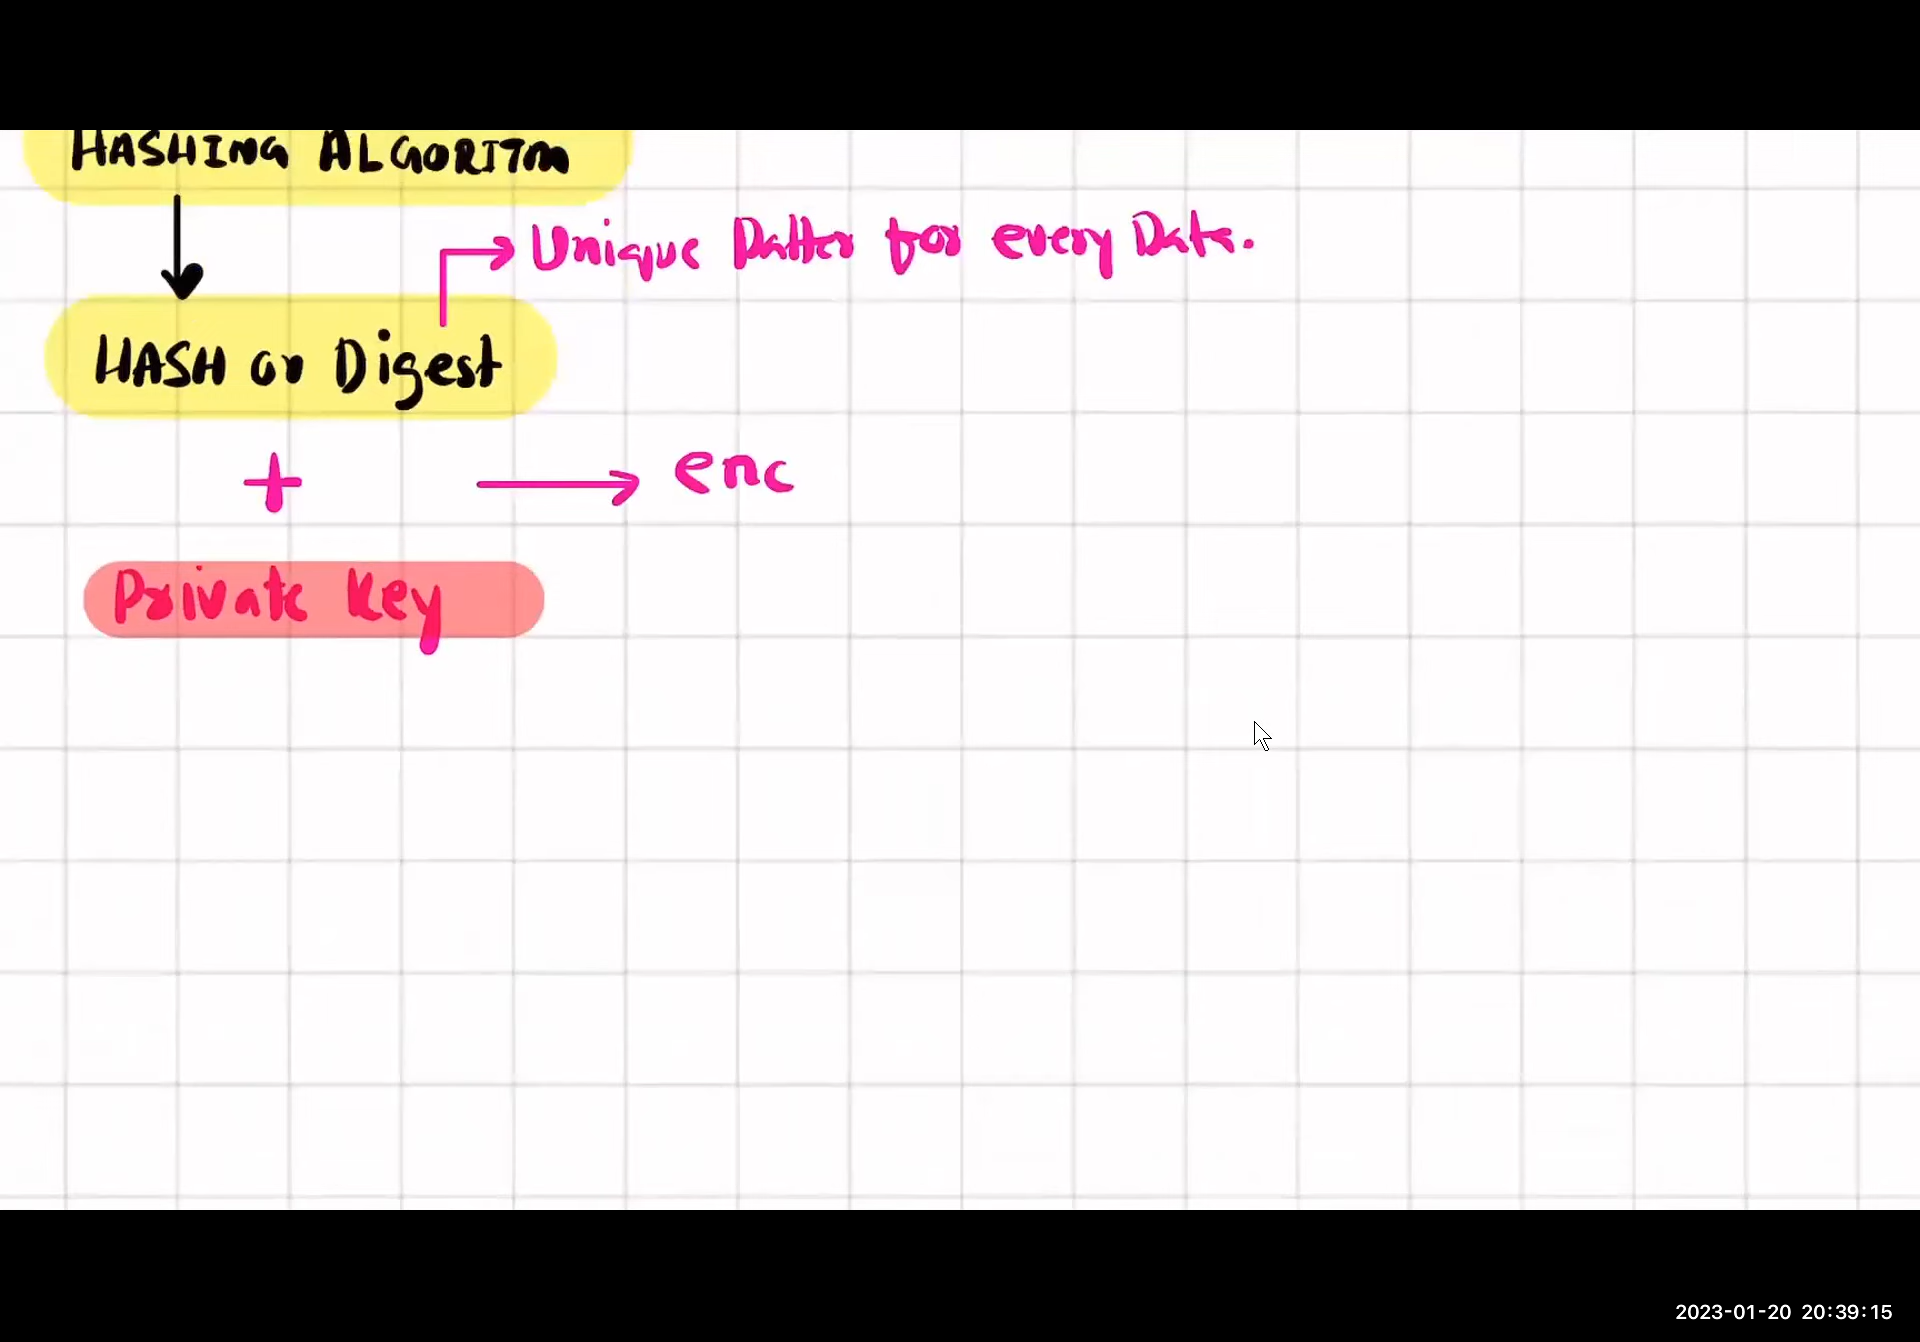 HASHING ALGORITM
Unique Patter for every Data.
HASH or Digest
+ → enc
Private Key
2023-01-20 20:39:15